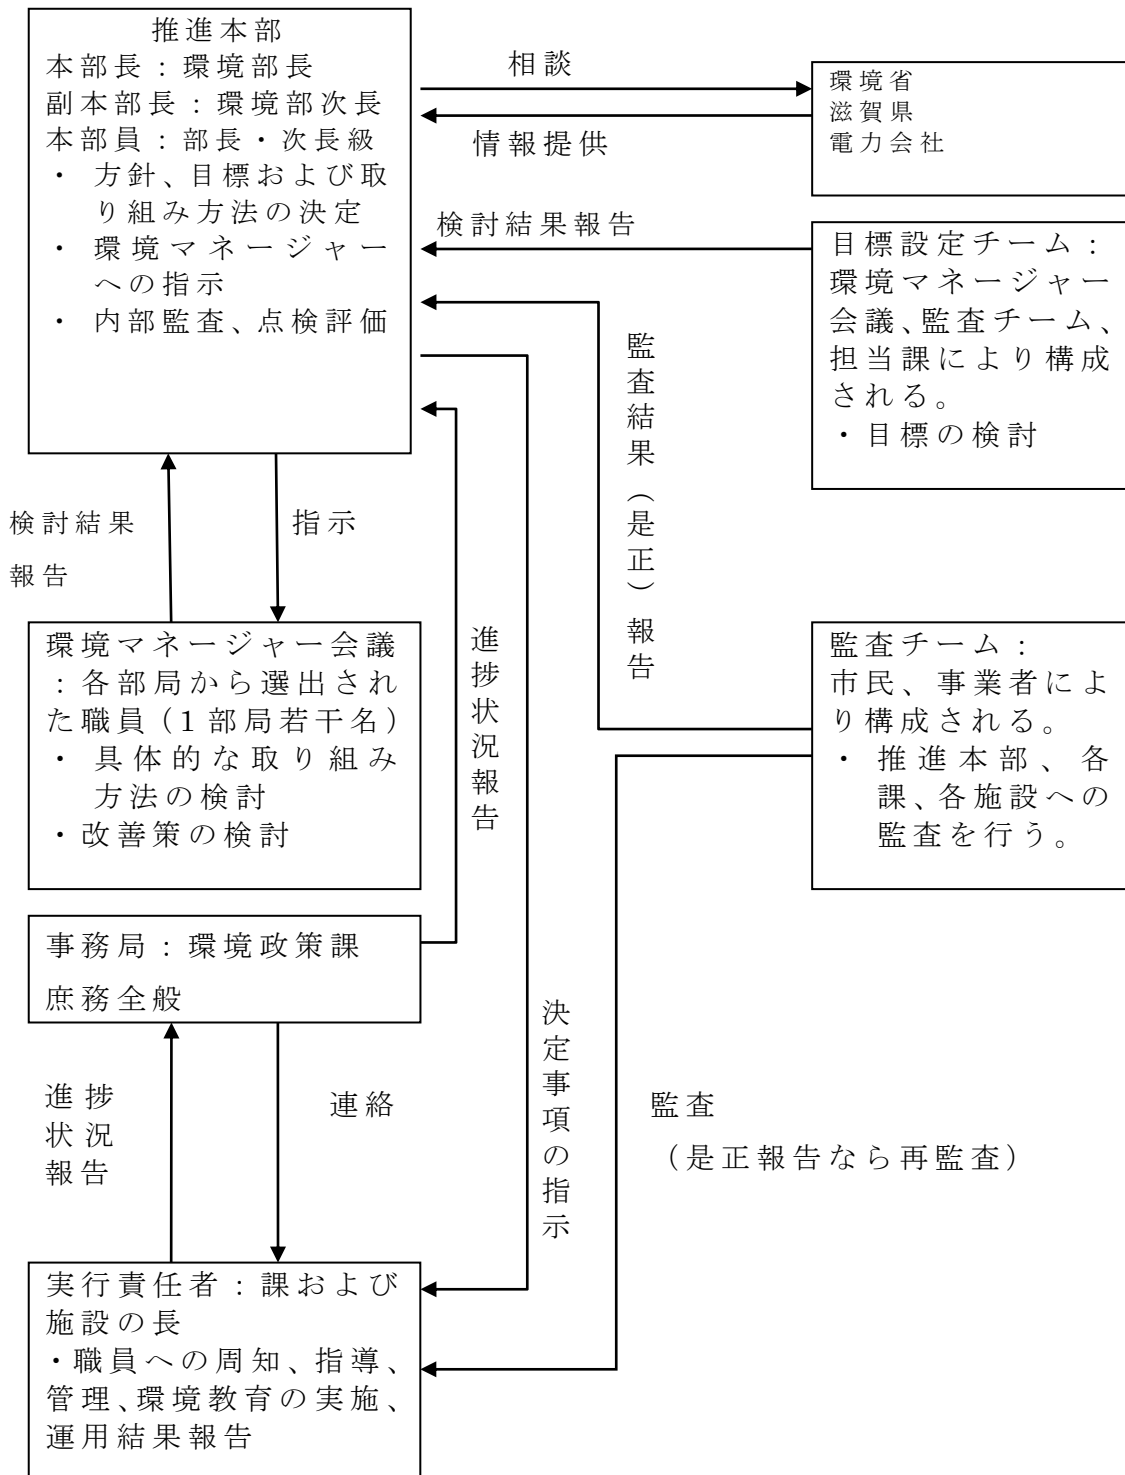 推進本部
本部長：環境部長
副本部長：環境部次長
本部員：部長・次長級
・ 方針、目標および取
り組み方法の決定
・ 環境マネージャー
への指示
・ 内部監査、点検評価
相談
情報提供
環境省
滋賀県
電力会社
検討結果報告
目標設定チーム：
環境マネージャー
会議、監査チーム、
担当課により構成
される。
・目標の検討
監査結果（是正）報告
検討結果
報告
指示
環境マネージャー会議
：各部局から選出され
た職員（1 部局若干名）
・ 具体的な取り組み
方法の検討
・改善策の検討
進捗状況報告
監査チーム：
市民、事業者によ
り構成される。
・ 推進本部、各
課、各施設への
監査を行う。
事務局：環境政策課
庶務全般
進捗
状況
報告
連絡
決定事項の指示
監査
（是正報告なら再監査）
実行責任者：課および
施設の長
・職員への周知、指導、
管理、環境教育の実施、
運用結果報告